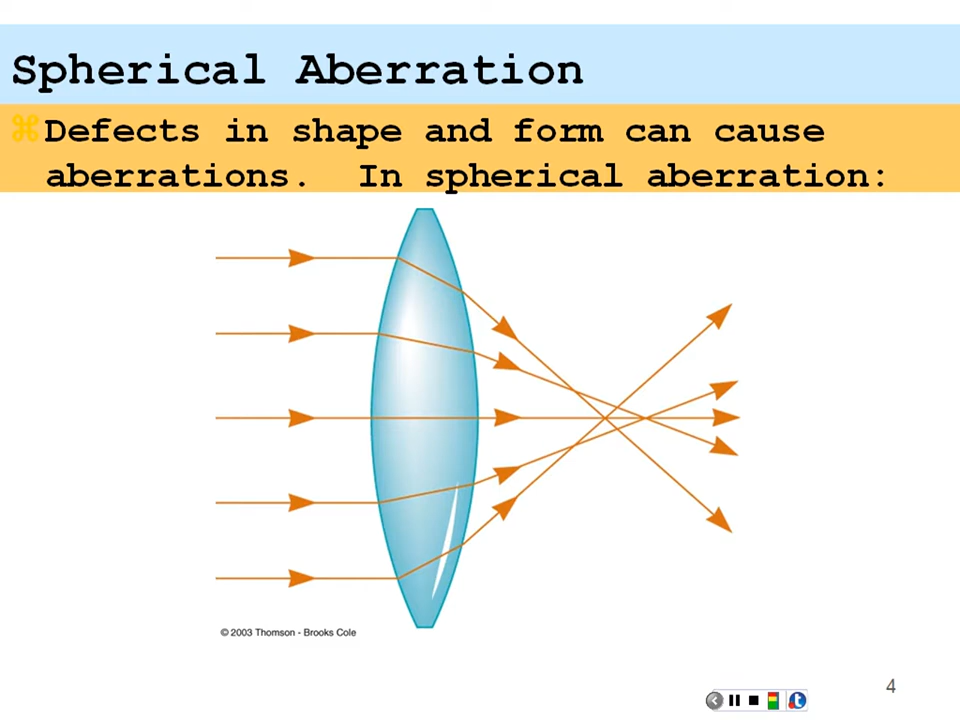 Spherical Aberration
⌘Defects in shape and form can cause
aberrations. In spherical aberration:
© 2003 Thomson - Brooks Cole
4